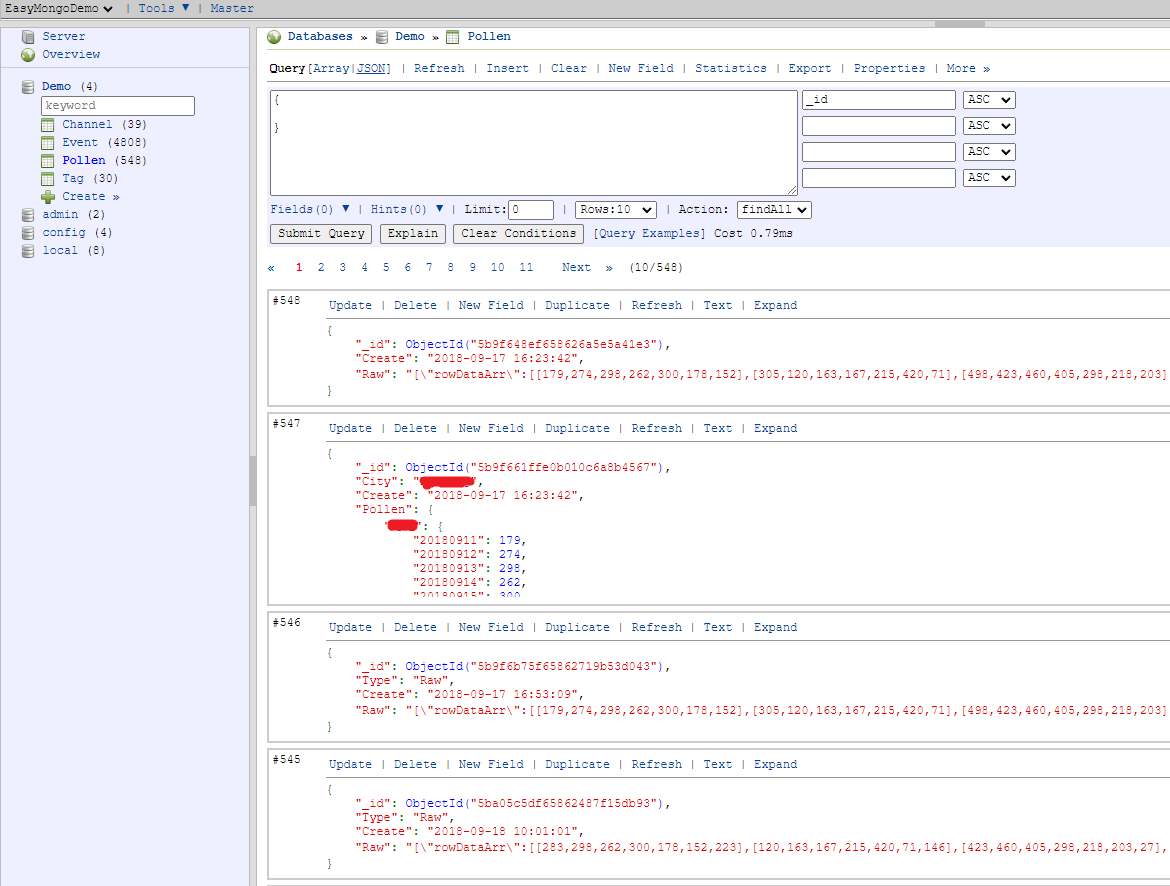 EasyMongoDemo | Tools ▼ | Master
Server
Overview
Demo (4)
keyword
Channel (39)
Event (4808)
Pollen (548)
Tag (30)
Create »
admin (2)
config (4)
local (8)
Databases » Demo » Pollen
Query[Array|JSON] | Refresh | Insert | Clear | New Field | Statistics | Export | Properties | More »
{
}
_id ASC
ASC
ASC
ASC
Fields(0) ▼ | Hints(0) ▼ | Limit: 0 | Rows:10 | Action: findAll
Submit Query Explain Clear Conditions [Query Examples] Cost 0.79ms
« 1 2 3 4 5 6 7 8 9 10 11 Next » (10/548)
#548 Update | Delete | New Field | Duplicate | Refresh | Text | Expand
{
"_id": ObjectId("5b9f648ef658626a5e5a41e3"),
"Create": "2018-09-17 16:23:42",
"Raw": "[\"rowDataArr\":[[179,274,298,262,300,178,152],[305,120,163,167,215,420,71],[498,423,460,405,298,218,203]
}
#547 Update | Delete | New Field | Duplicate | Refresh | Text | Expand
{
"_id": ObjectId("5b9f661ffe0b010c6a8b4567"),
"City": "",
"Create": "2018-09-17 16:23:42",
"Pollen": {
"": {
"20180911": 179,
"20180912": 274,
"20180913": 298,
"20180914": 262,
"20180915": 300
#546 Update | Delete | New Field | Duplicate | Refresh | Text | Expand
{
"_id": ObjectId("5b9f6b75f65862719b53d043"),
"Type": "Raw",
"Create": "2018-09-17 16:53:09",
"Raw": "[\"rowDataArr\":[[179,274,298,262,300,178,152],[305,120,163,167,215,420,71],[498,423,460,405,298,218,203]
}
#545 Update | Delete | New Field | Duplicate | Refresh | Text | Expand
{
"_id": ObjectId("5ba05c5df65862487f15db93"),
"Type": "Raw",
"Create": "2018-09-18 10:01:01",
"Raw": "[\"rowDataArr\":[[283,298,262,300,178,152,223],[120,163,167,215,420,71,146],[423,460,405,298,218,203,27],
}